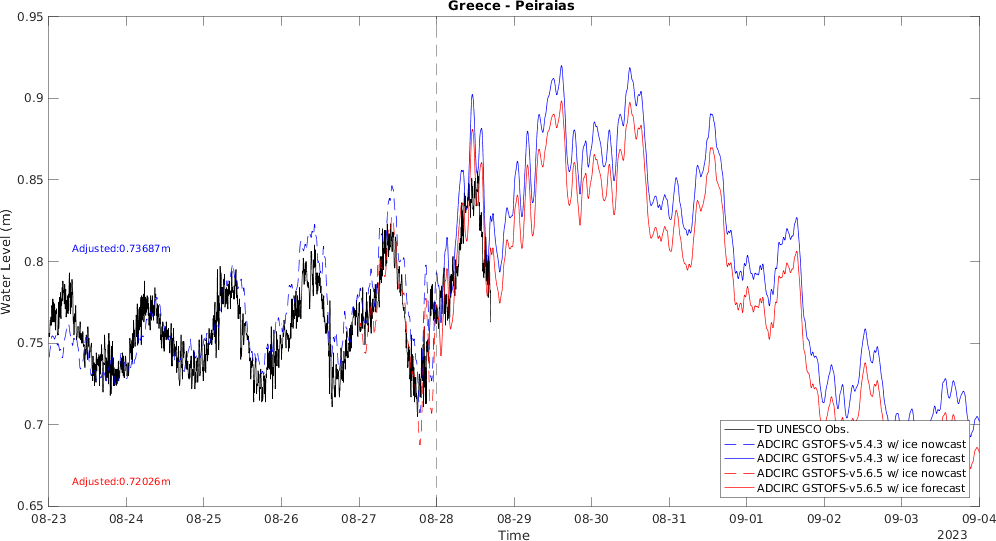 Greece - Peiraias
Water Level (m)
0.95
0.9
0.85
0.8
0.75
0.7
0.65
Adjusted:0.73687m
Adjusted:0.72026m
TD UNESCO Obs.
ADCIRC GSTOFS-v5.4.3 w/ ice nowcast
ADCIRC GSTOFS-v5.4.3 w/ ice forecast
ADCIRC GSTOFS-v5.6.5 w/ ice nowcast
ADCIRC GSTOFS-v5.6.5 w/ ice forecast
08-23 08-24 08-25 08-26 08-27 08-28 08-29 08-30 08-31 09-01 09-02 09-03 09-04
Time
2023